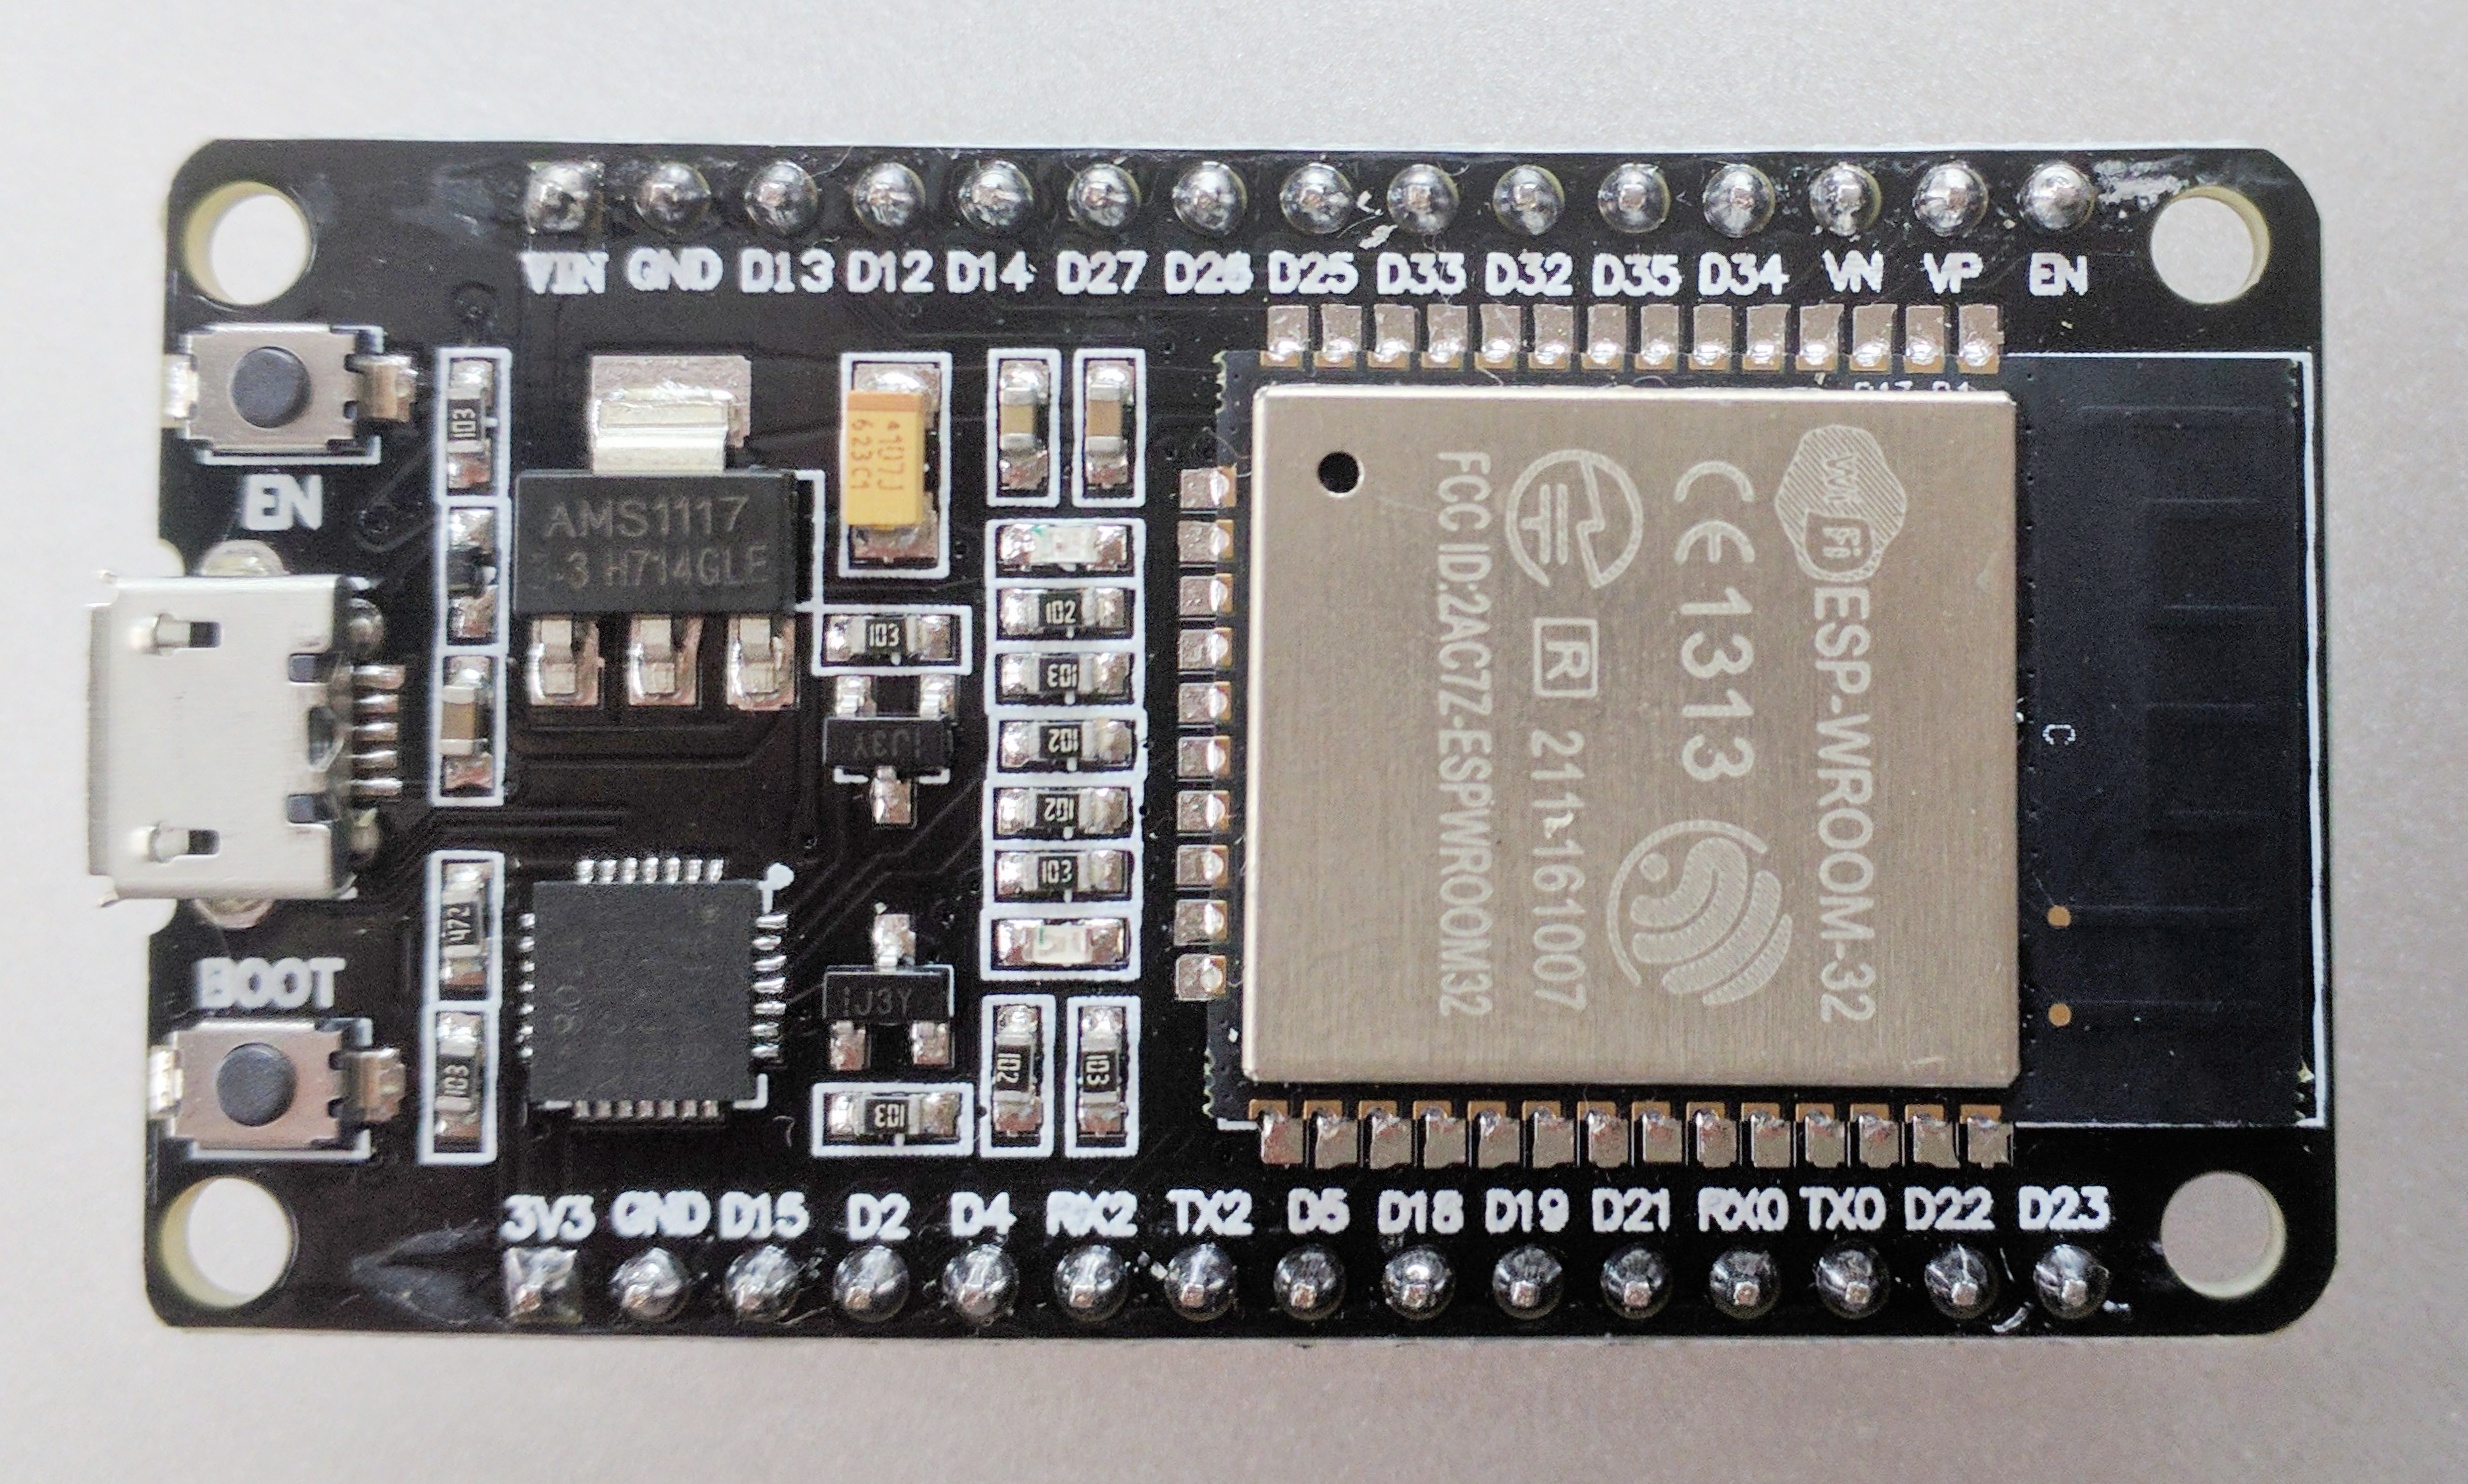 VIN GND D13 D12 D14 D27 D26 D25 D33 D32 D35 D34 VN VP EN
EN
103
AMS1117
-3 H714GLE
107J
623C1
103
102
103
102
102
103
1J3Y
1J3Y
472
103
103
102
103
BOOT
WiFi ESP-WROOM-32
CE1313
R 211-161007
FCC ID:2AC7Z-ESPWROOM32
C
3V3 GND D15 D2 D4 RX2 TX2 D5 D18 D19 D21 RX0 TX0 D22 D23